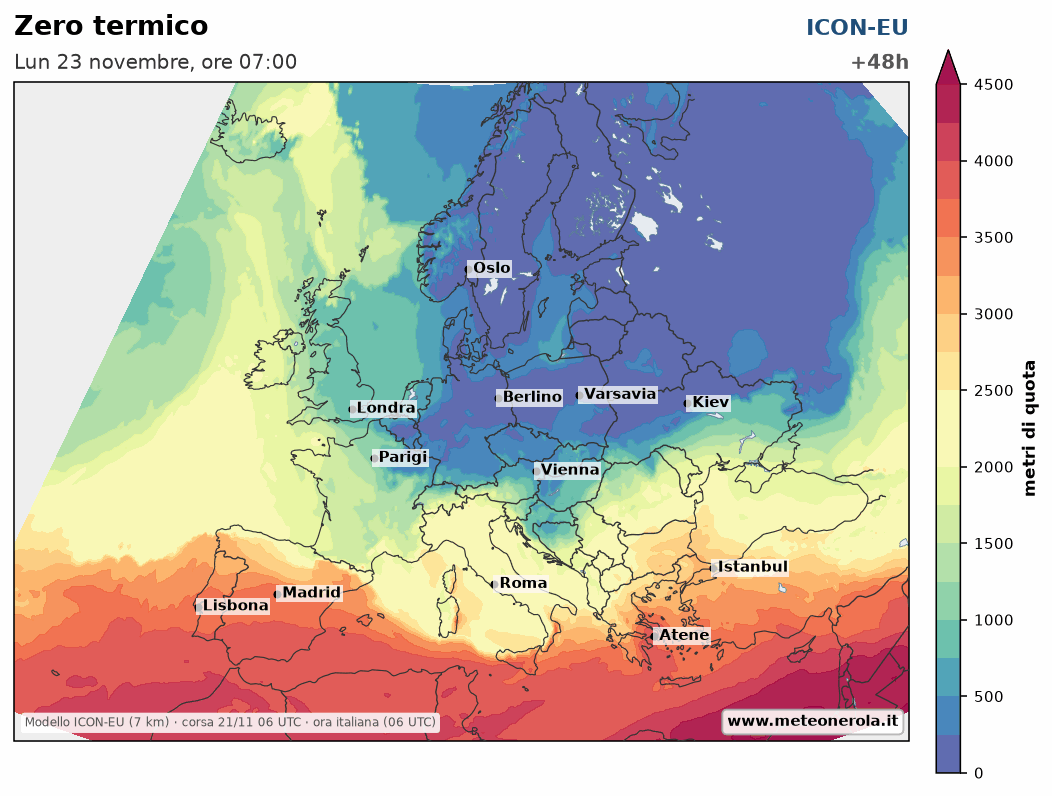 Zero termico
ICON-EU
Lun 23 novembre, ore 07:00
+48h
4500
4000
3500
3000
2500
2000
1500
1000
500
0
metri di quota
Oslo
Londra
Berlino
Varsavia
Kiev
Parigi
Vienna
Istanbul
Roma
Madrid
Lisbona
Atene
Modello ICON-EU (7 km) · corsa 21/11 06 UTC · ora italiana (06 UTC)
www.meteonerola.it